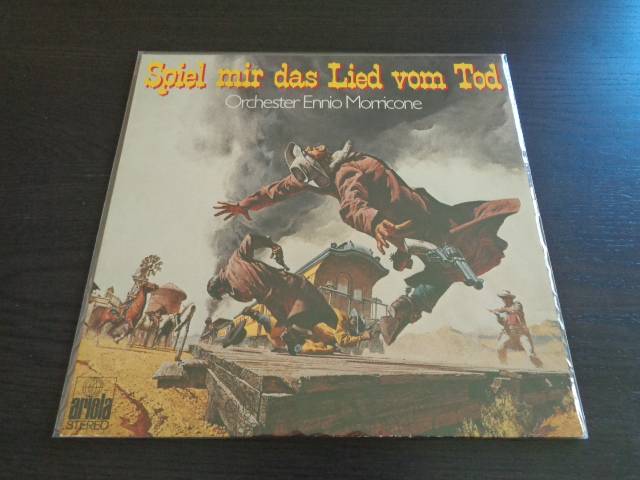 Spiel mir das Lied vom Tod
Orchester Ennio Morricone
ariola
STEREO